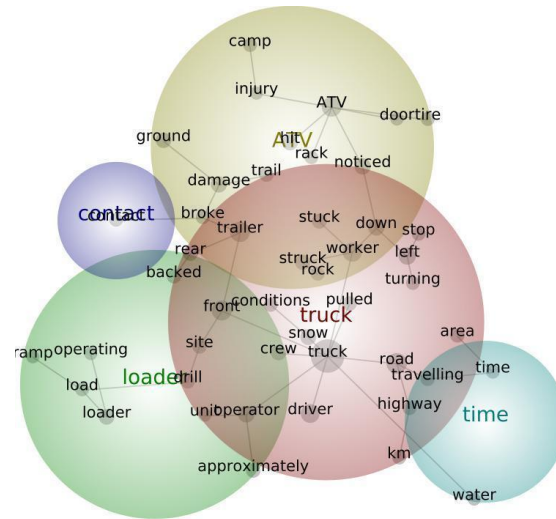 camp
injury
ATV
doortire
ground
hit
ATV
rack
noticed
trail
damage
contact
contact
broke
stuck
down
stop
trailer
rear
worker
left
struck
rock
backed
turning
front
conditions
pulled
truck
snow
area
site
crew
truck
road
ramp
operating
time
travelling
load
loader
drill
loader
unit
operator
driver
highway
time
km
approximately
water